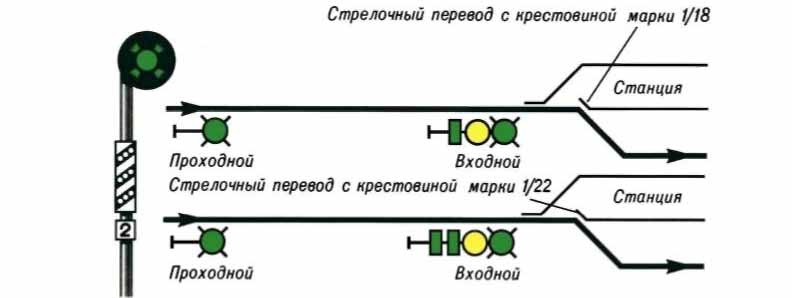 Стрелочный перевод с крестовиной марки 1/18
Станция
Проходной
Входной
Стрелочный перевод с крестовиной марки 1/22
Станция
2
Проходной
Входной